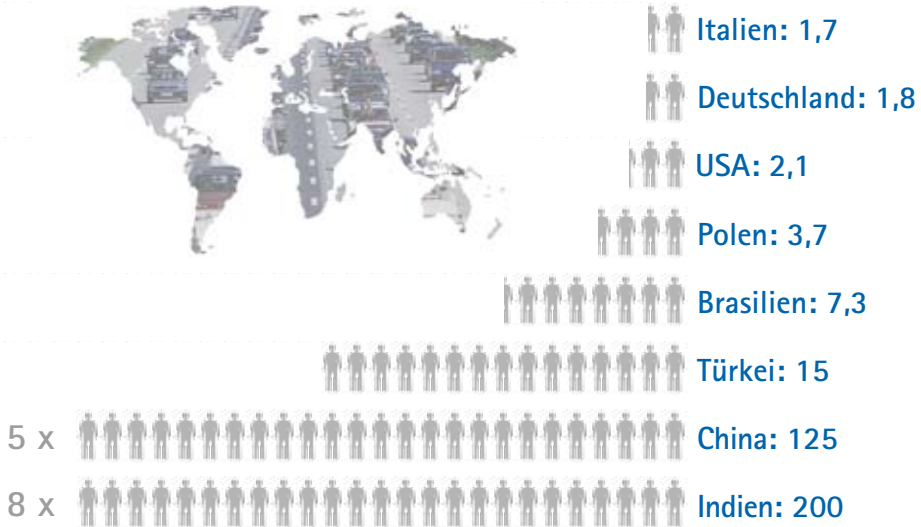 Italien: 1,7
Deutschland: 1,8
USA: 2,1
Polen: 3,7
Brasilien: 7,3
Türkei: 15
5 x China: 125
8 x Indien: 200